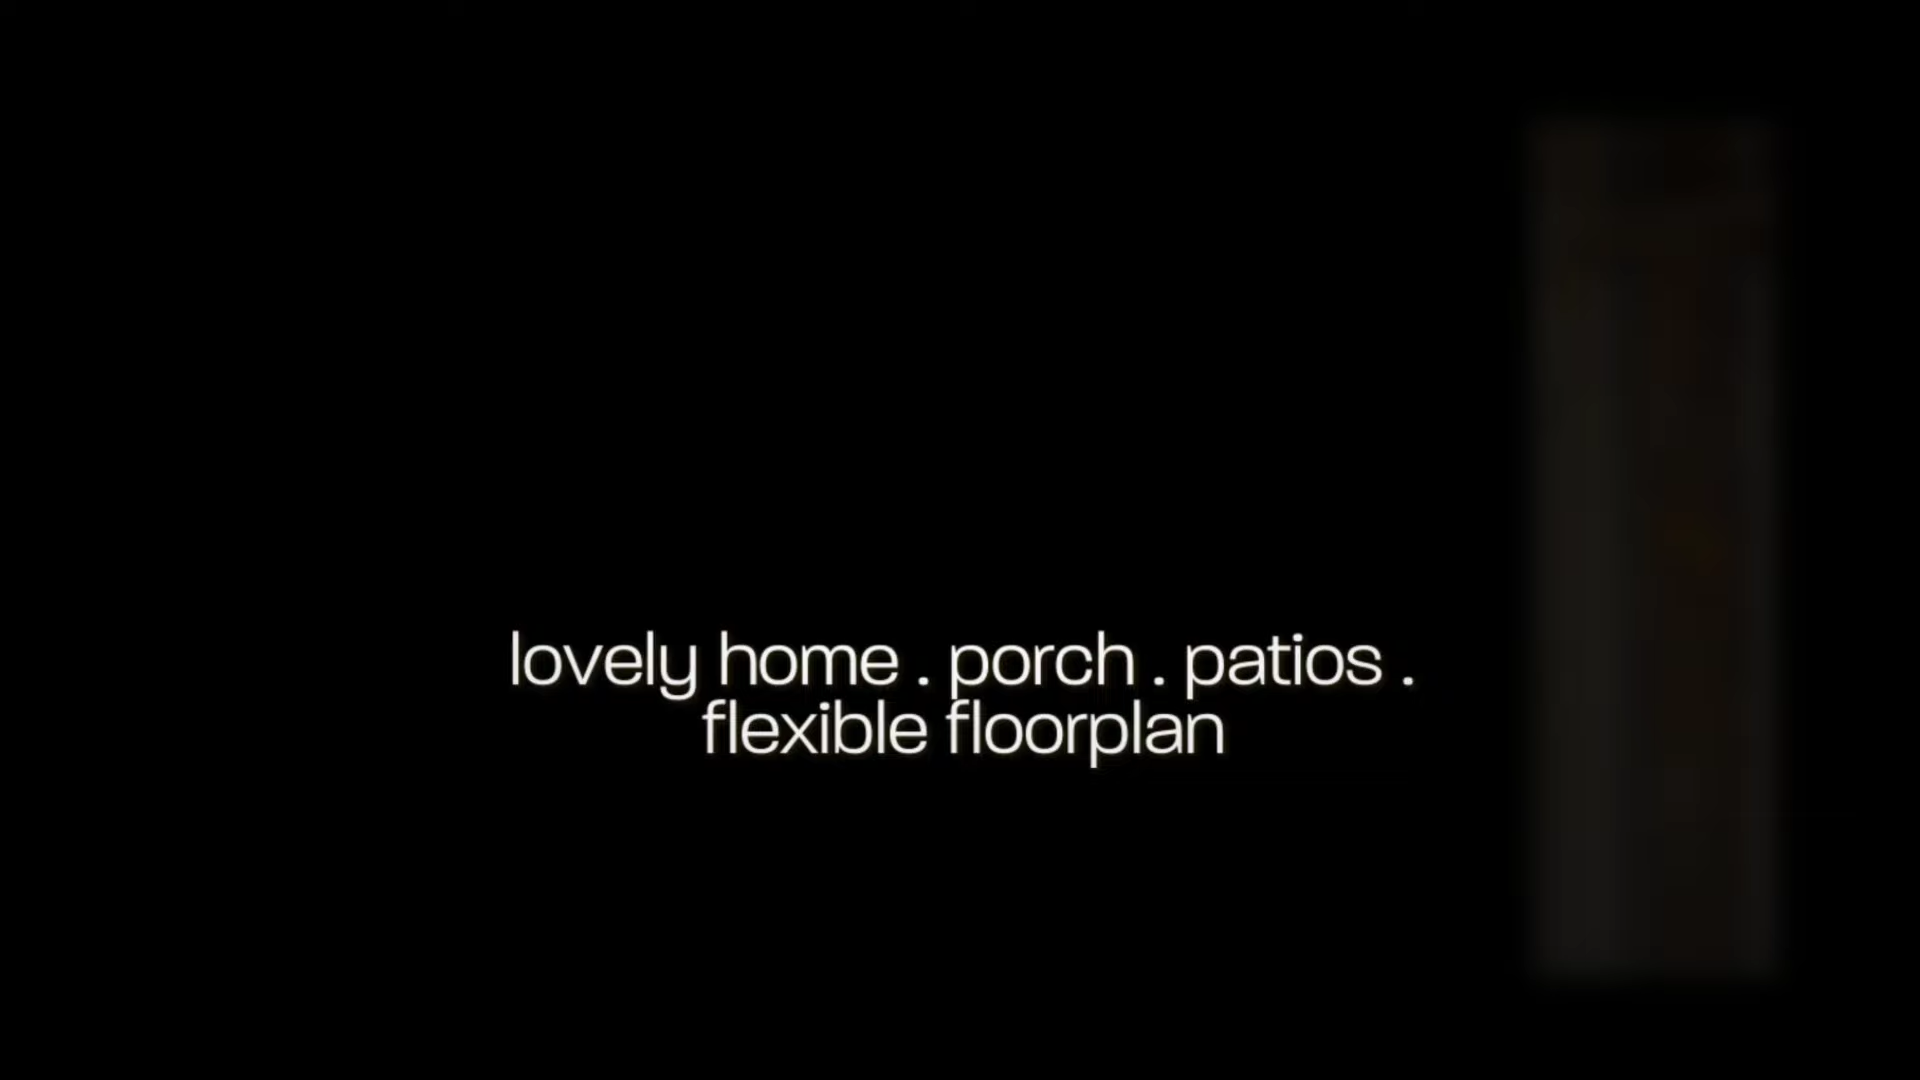 lovely home . porch . patios .
flexible floorplan